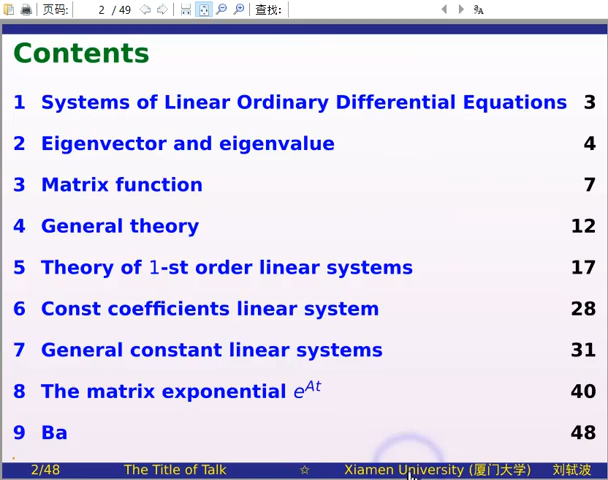 页码: 2 / 49 查找:
Contents
1 Systems of Linear Ordinary Differential Equations 3
2 Eigenvector and eigenvalue 4
3 Matrix function 7
4 General theory 12
5 Theory of 1-st order linear systems 17
6 Const coefficients linear system 28
7 General constant linear systems 31
8 The matrix exponential e^{At} 40
9 Ba 48
2/48 The Title of Talk ☆ Xiamen University (厦门大学) 刘轼波